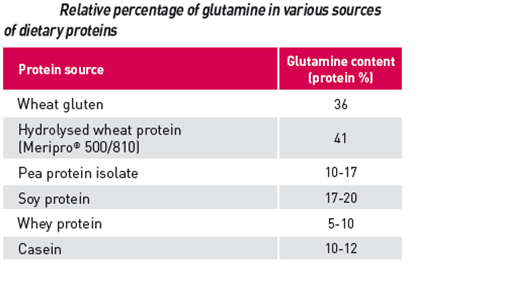 Relative percentage of glutamine in various sources
of dietary proteins
Protein source
Glutamine content
(protein %)
Wheat gluten
36
Hydrolysed wheat protein
(Meripro® 500/810)
41
Pea protein isolate
10-17
Soy protein
17-20
Whey protein
5-10
Casein
10-12